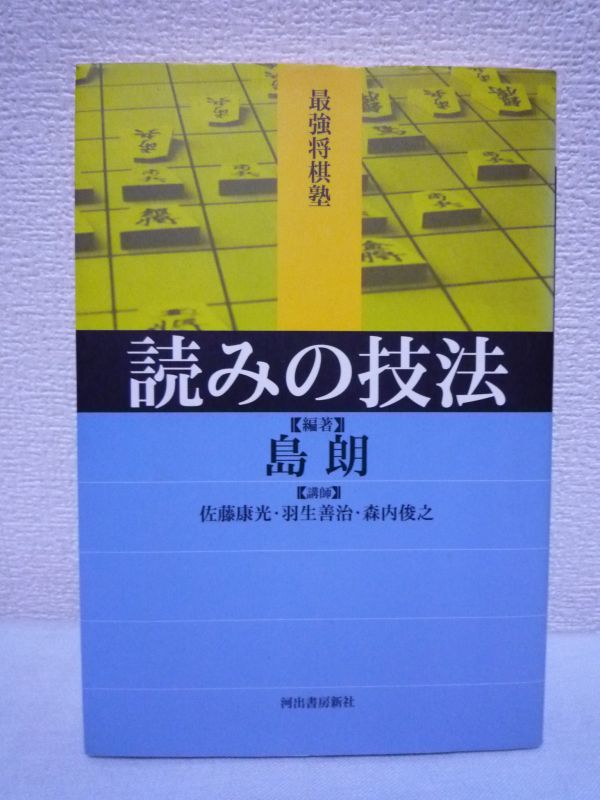 最強将棋塾
読みの技法
【編著】
島 朗
【講師】
佐藤康光・羽生善治・森内俊之
河出書房新社